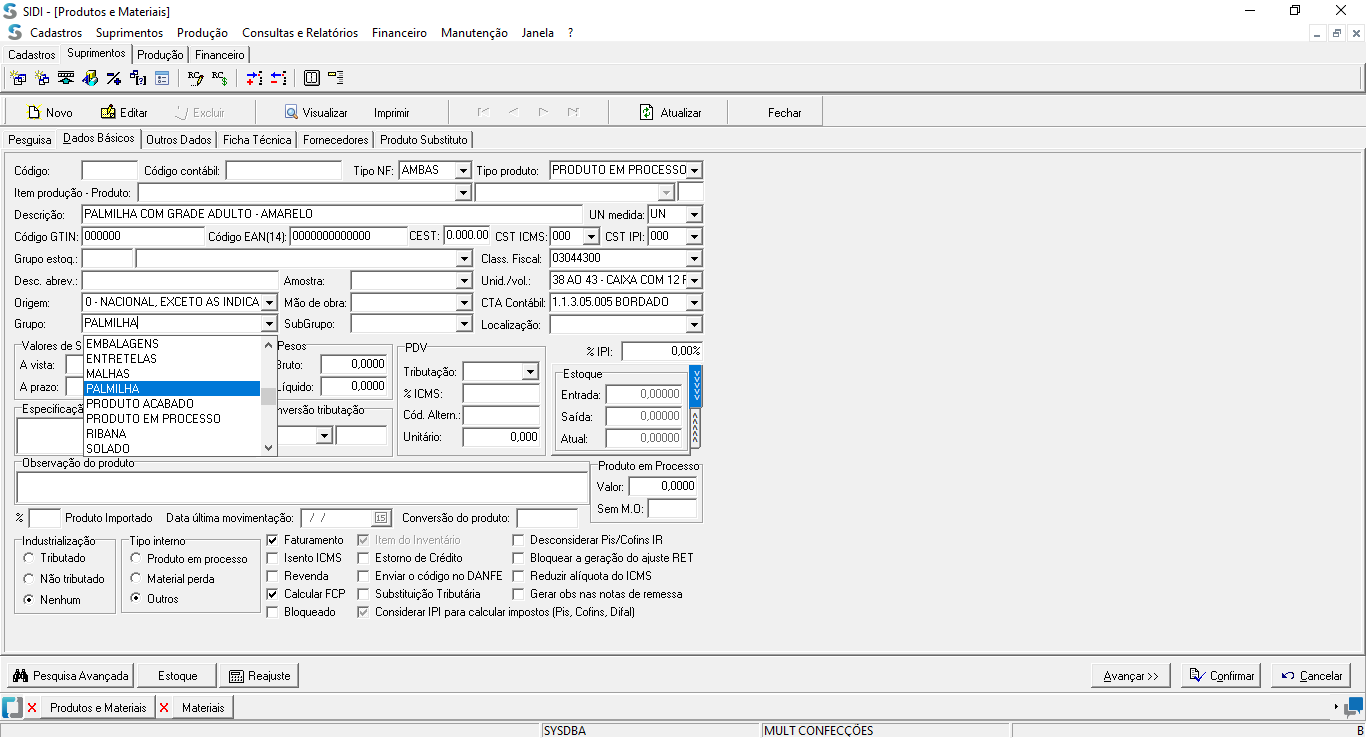 SIDI - [Produtos e Materiais]
Cadastros Suprimentos Produção Consultas e Relatórios Financeiro Manutenção Janela ?
Cadastros Suprimentos Produção Financeiro
Novo Editar Excluir Visualizar Imprimir Atualizar Fechar
Pesquisa Dados Básicos Outros Dados Ficha Técnica Fornecedores Produto Substituto
Código: Código contábil: Tipo NF: AMBAS Tipo produto: PRODUTO EM PROCESSO
Item produção - Produto:
Descrição: PALMILHA COM GRADE ADULTO - AMARELO UN medida: UN
Código GTIN: 000000 Código EAN(14): 0000000000000 CEST: 0.000.00 CST ICMS: 000 CST IPI: 000
Grupo estoq.: Class. Fiscal: 03044300
Desc. abrev.: Amostra: Unid./vol.: 38 AO 43 - CAIXA COM 12 F
Origem: 0 - NACIONAL, EXCETO AS INDICA Mão de obra: CTA Contábil: 1.1.3.05.005 BORDADO
Grupo: PALMILHA SubGrupo: Localização:
Valores de S Pesos PDV % IPI: 0,00%
A vista: Bruto: 0,0000 Tributação: Estoque
A prazo: Líquido: 0,0000 % ICMS: Entrada: 0,00000
Especificaçã nversão tributação Cód. Altern.: Saída: 0,00000
Unitário: 0,000 Atual: 0,00000
EMBALAGENS
ENTRETELAS
MALHAS
PALMILHA
PRODUTO ACABADO
PRODUTO EM PROCESSO
RIBANA
SOLADO
Observação do produto Produto em Processo
Valor: 0,0000
Sem M.O:
% Produto Importado Data última movimentação: / / 15 Conversão do produto:
Industrialização Tipo interno Faturamento Item do Inventário Desconsiderar Pis/Cofins IR
Tributado Produto em processo Isento ICMS Estorno de Crédito Bloquear a geração do ajuste RET
Não tributado Material perda Revenda Enviar o código no DANFE Reduzir alíquota do ICMS
Nenhum Outros Calcular FCP Substituição Tributária Gerar obs nas notas de remessa
Bloqueado Considerar IPI para calcular impostos (Pis, Cofins, Difal)
Pesquisa Avançada Estoque Reajuste Avançar >> Confirmar Cancelar
Produtos e Materiais Materiais
SYSDBA MULT CONFECÇÕES B